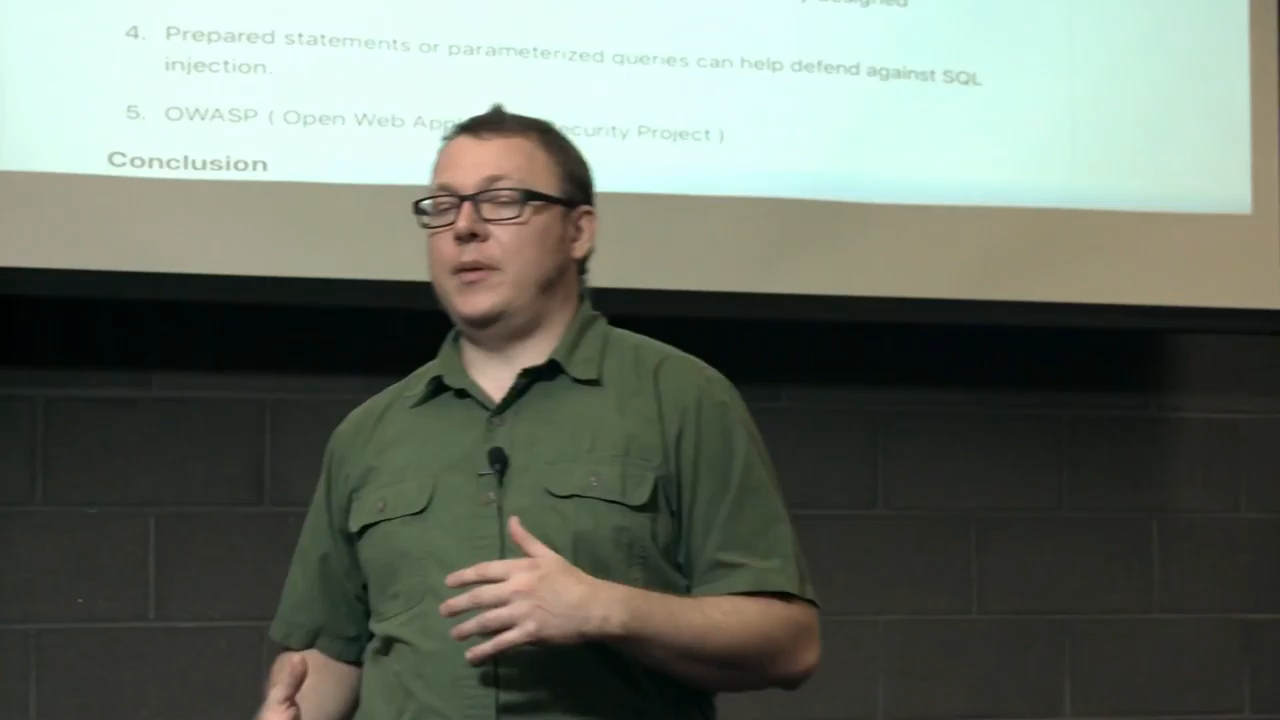 designed
4. Prepared statements or parameterized queries can help defend against SQL
injection.
5. OWASP ( Open Web App ecurity Project )
Conclusion